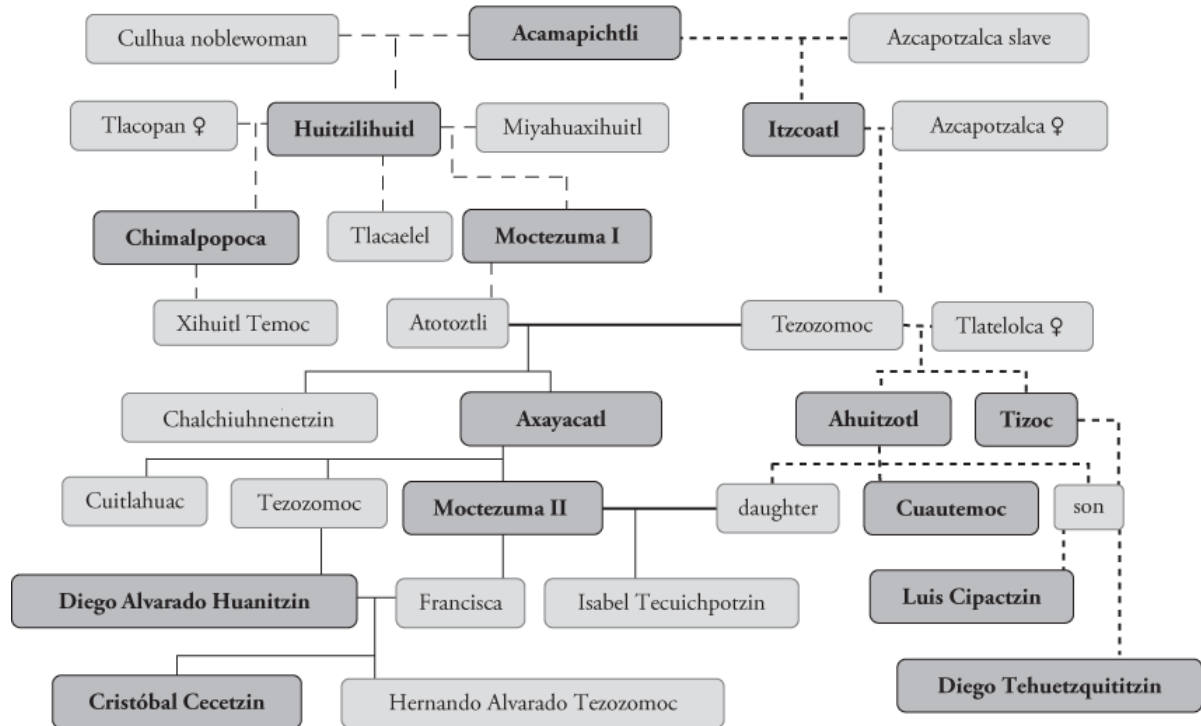 Culhua noblewoman
Acamapichtli
Azcapotzalca slave
Tlacopan ♀
Huitzilihuitl
Miyahuaxihuitl
Itzcoatl
Azcapotzalca ♀
Chimalpopoca
Tlacaelel
Moctezuma I
Xihuitl Temoc
Atotoztli
Tezozomoc
Tlatelolca ♀
Chalchiuhnenetzin
Axayacatl
Ahuitzotl
Tizoc
Cuitlahuac
Tezozomoc
Moctezuma II
daughter
Cuautemoc
son
Diego Alvarado Huanitzin
Francisca
Isabel Tecuichpotzin
Luis Cipactzin
Cristóbal Cecetzin
Hernando Alvarado Tezozomoc
Diego Tehuetzquititzin